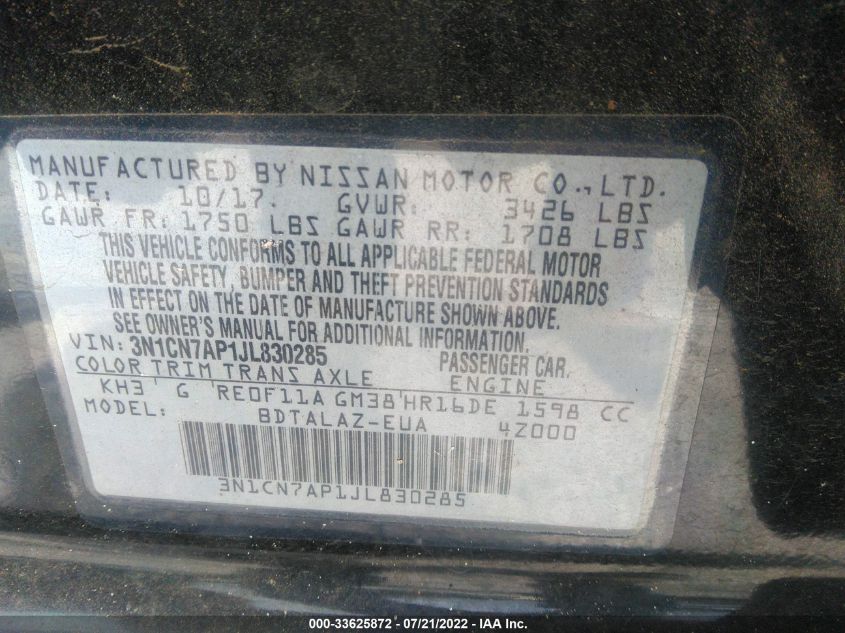 MANUFACTURED BY NISSAN MOTOR CO.,LTD.
DATE: 10/17. GVWR: 3426 LBS
GAWR FR: 1750 LBS GAWR RR: 1708 LBS
THIS VEHICLE CONFORMS TO ALL APPLICABLE FEDERAL MOTOR
VEHICLE SAFETY, BUMPER AND THEFT PREVENTION STANDARDS
IN EFFECT ON THE DATE OF MANUFACTURE SHOWN ABOVE.
SEE OWNER'S MANUAL FOR ADDITIONAL INFORMATION.
VIN: 3N1CN7AP1JL830285 PASSENGER CAR.
COLOR TRIM TRANS AXLE ENGINE
KH3 G RE0F11A GM38 HR16DE 1598 CC
MODEL: BDTALAZ-EUA 4Z000
3N1CN7AP1JL830285
000-33625872 - 07/21/2022 - IAA Inc.